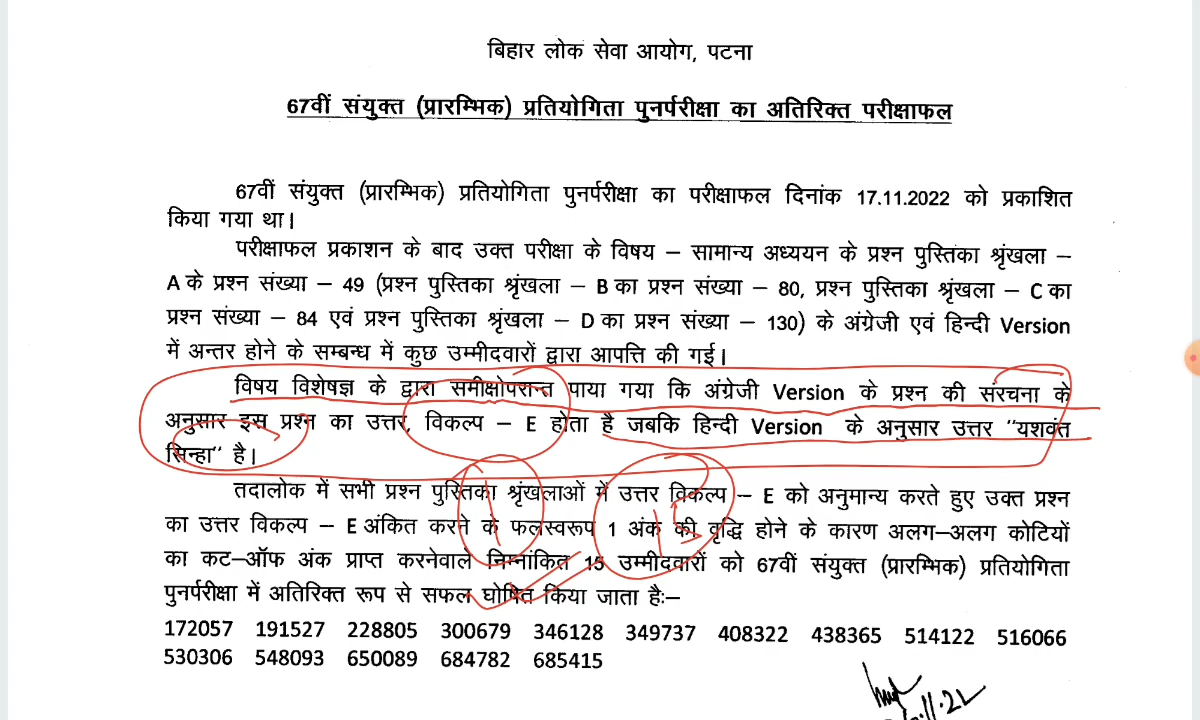 बिहार लोक सेवा आयोग, पटना
67वीं संयुक्त (प्रारम्भिक) प्रतियोगिता पुनर्परीक्षा का अतिरिक्त परीक्षाफल
67वीं संयुक्त (प्रारम्भिक) प्रतियोगिता पुनर्परीक्षा का परीक्षाफल दिनांक 17.11.2022 को प्रकाशित
किया गया था।
परीक्षाफल प्रकाशन के बाद उक्त परीक्षा के विषय – सामान्य अध्ययन के प्रश्न पुस्तिका श्रृंखला –
A के प्रश्न संख्या – 49 (प्रश्न पुस्तिका श्रृंखला – B का प्रश्न संख्या – 80, प्रश्न पुस्तिका श्रृंखला – C का
प्रश्न संख्या – 84 एवं प्रश्न पुस्तिका श्रृंखला – D का प्रश्न संख्या – 130) के अंग्रेजी एवं हिन्दी Version
में अन्तर होने के सम्बन्ध में कुछ उम्मीदवारों द्वारा आपत्ति की गई।
विषय विशेषज्ञ के द्वारा समीक्षोपरान्त पाया गया कि अंग्रेजी Version के प्रश्न की संरचना के
अनुसार इस प्रश्न का उत्तर, विकल्प – E होता है जबकि हिन्दी Version के अनुसार उत्तर "यशवंत
सिन्हा" है।
तदालोक में सभी प्रश्न पुस्तिका श्रृंखलाओं में उत्तर विकल्प – E को अनुमान्य करते हुए उक्त प्रश्न
का उत्तर विकल्प – E अंकित करने के फलस्वरूप 1 अंक की वृद्धि होने के कारण अलग–अलग कोटियों
का कट–ऑफ अंक प्राप्त करनेवाले निम्नांकित 15 उम्मीदवारों को 67वीं संयुक्त (प्रारम्भिक) प्रतियोगिता
पुनर्परीक्षा में अतिरिक्त रूप से सफल घोषित किया जाता है:–
1 15
172057 191527 228805 300679 346128 349737 408322 438365 514122 516066
530306 548093 650089 684782 685415